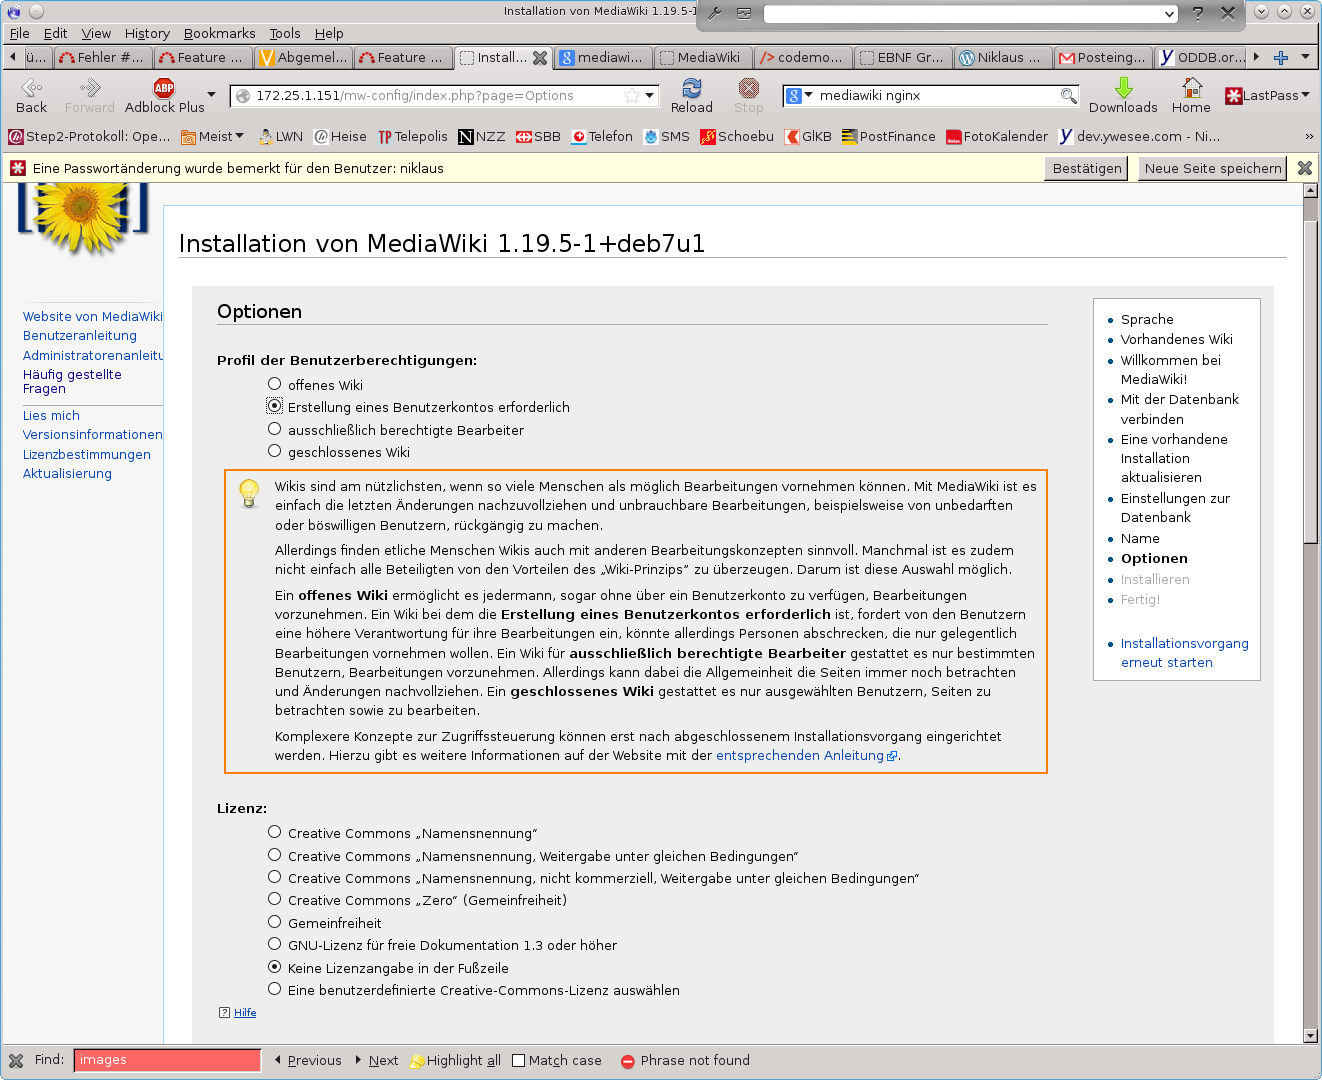 Installation von MediaWiki 1.19.5-1
File Edit View History Bookmarks Tools Help
ü... Fehler #... Feature ... Abgemel... Feature ... Install... mediawi... MediaWiki codemo... EBNF Gr... Niklaus ... Posteing... ODDB.or...
Back Forward Adblock Plus 172.25.1.151/mw-config/index.php?page=Options Reload Stop mediawiki nginx Downloads Home LastPass
Step2-Protokoll: Ope... Meist LWN Heise Telepolis NZZ SBB Telefon SMS Schoebu GlKB PostFinance FotoKalender dev.ywesee.com - Ni... »
Eine Passwortänderung wurde bemerkt für den Benutzer: niklaus Bestätigen Neue Seite speichern
Website von MediaWiki
Benutzeranleitung
Administratorenanleitu
Häufig gestellte
Fragen
Lies mich
Versionsinformationen
Lizenzbestimmungen
Aktualisierung
Installation von MediaWiki 1.19.5-1+deb7u1
Optionen
Profil der Benutzerberechtigungen:
offenes Wiki
Erstellung eines Benutzerkontos erforderlich
ausschließlich berechtigte Bearbeiter
geschlossenes Wiki
Wikis sind am nützlichsten, wenn so viele Menschen als möglich Bearbeitungen vornehmen können. Mit MediaWiki ist es
einfach die letzten Änderungen nachzuvollziehen und unbrauchbare Bearbeitungen, beispielsweise von unbedarften
oder böswilligen Benutzern, rückgängig zu machen.
Allerdings finden etliche Menschen Wikis auch mit anderen Bearbeitungskonzepten sinnvoll. Manchmal ist es zudem
nicht einfach alle Beteiligten von den Vorteilen des „Wiki-Prinzips“ zu überzeugen. Darum ist diese Auswahl möglich.
Ein offenes Wiki ermöglicht es jedermann, sogar ohne über ein Benutzerkonto zu verfügen, Bearbeitungen
vorzunehmen. Ein Wiki bei dem die Erstellung eines Benutzerkontos erforderlich ist, fordert von den Benutzern
eine höhere Verantwortung für ihre Bearbeitungen ein, könnte allerdings Personen abschrecken, die nur gelegentlich
Bearbeitungen vornehmen wollen. Ein Wiki für ausschließlich berechtigte Bearbeiter gestattet es nur bestimmten
Benutzern, Bearbeitungen vorzunehmen. Allerdings kann dabei die Allgemeinheit die Seiten immer noch betrachten
und Änderungen nachvollziehen. Ein geschlossenes Wiki gestattet es nur ausgewählten Benutzern, Seiten zu
betrachten sowie zu bearbeiten.
Komplexere Konzepte zur Zugriffssteuerung können erst nach abgeschlossenem Installationsvorgang eingerichtet
werden. Hierzu gibt es weitere Informationen auf der Website mit der entsprechenden Anleitung.
Lizenz:
Creative Commons „Namensnennung“
Creative Commons „Namensnennung, Weitergabe unter gleichen Bedingungen“
Creative Commons „Namensnennung, nicht kommerziell, Weitergabe unter gleichen Bedingungen“
Creative Commons „Zero“ (Gemeinfreiheit)
Gemeinfreiheit
GNU-Lizenz für freie Dokumentation 1.3 oder höher
Keine Lizenzangabe in der Fußzeile
Eine benutzerdefinierte Creative-Commons-Lizenz auswählen
Hilfe
Sprache
Vorhandenes Wiki
Willkommen bei
MediaWiki!
Mit der Datenbank
verbinden
Eine vorhandene
Installation
aktualisieren
Einstellungen zur
Datenbank
Name
Optionen
Installieren
Fertig!
Installationsvorgang
erneut starten
Find: images Previous Next Highlight all Match case Phrase not found